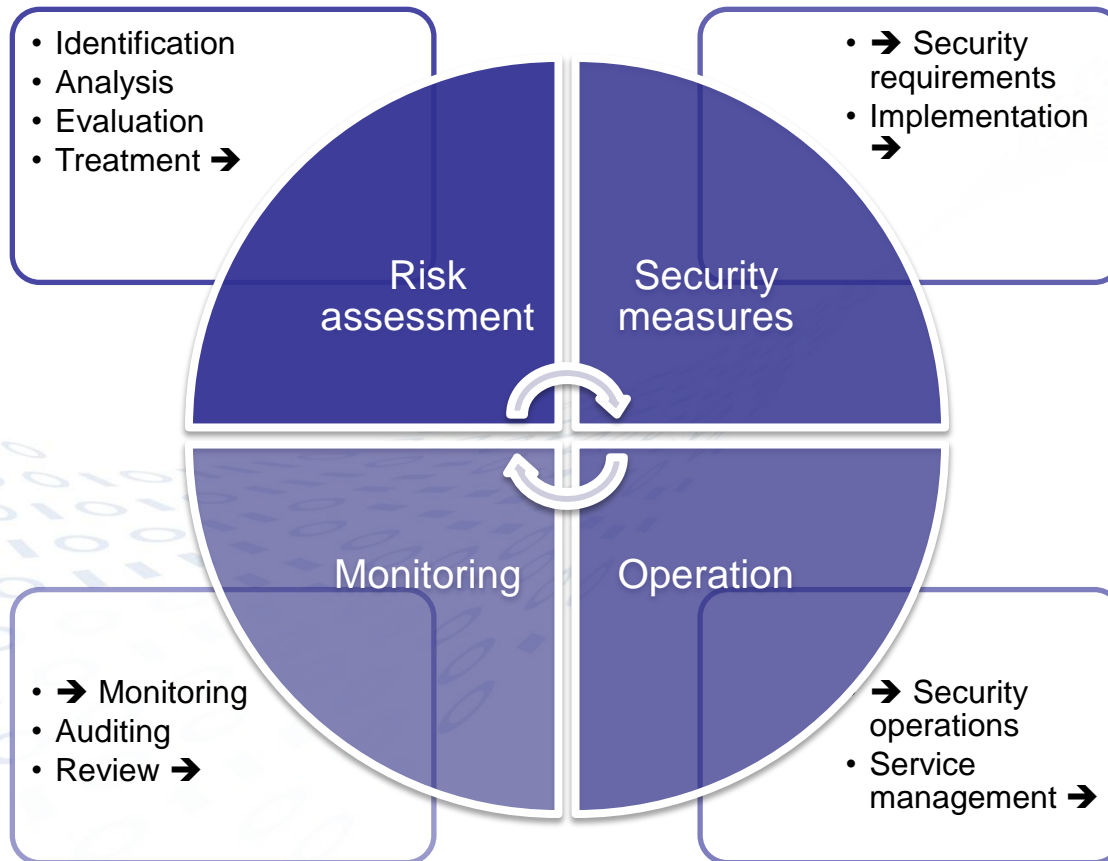 • Identification
• Analysis
• Evaluation
• Treatment ➔
• ➔ Security
requirements
• Implementation
➔
Risk
assessment
Security
measures
Monitoring
Operation
• ➔ Monitoring
• Auditing
• Review ➔
• ➔ Security
operations
• Service
management ➔